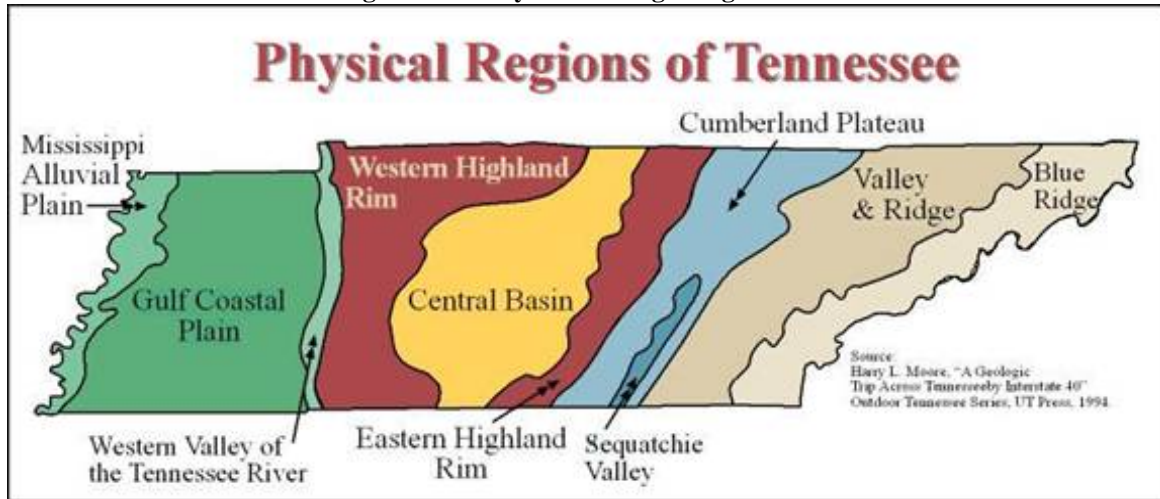 Physical Regions of Tennessee
Mississippi
Alluvial
Plain
Cumberland Plateau
Western Highland
Rim
Valley
& Ridge
Blue
Ridge
Gulf Coastal
Plain
Central Basin
Source:
Harry L. Moore, "A Geologic
Trip Across Tennesseeby Interstate 40"
Outdoor Tennessee Series, UT Press, 1994.
Western Valley of
the Tennessee River
Eastern Highland
Rim
Sequatchie
Valley